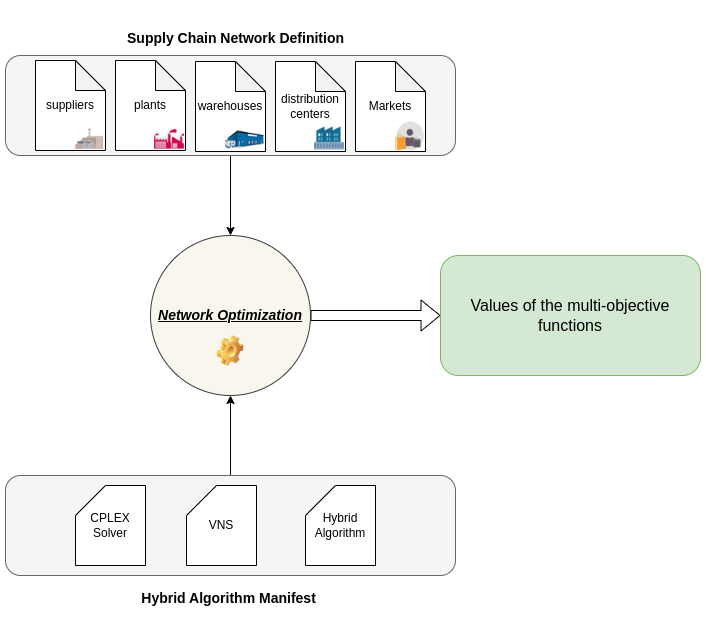 Supply Chain Network Definition
suppliers
plants
warehouses
distribution
centers
Markets
Network Optimization
Values of the multi-objective
functions
CPLEX
Solver
VNS
Hybrid
Algorithm
Hybrid Algorithm Manifest